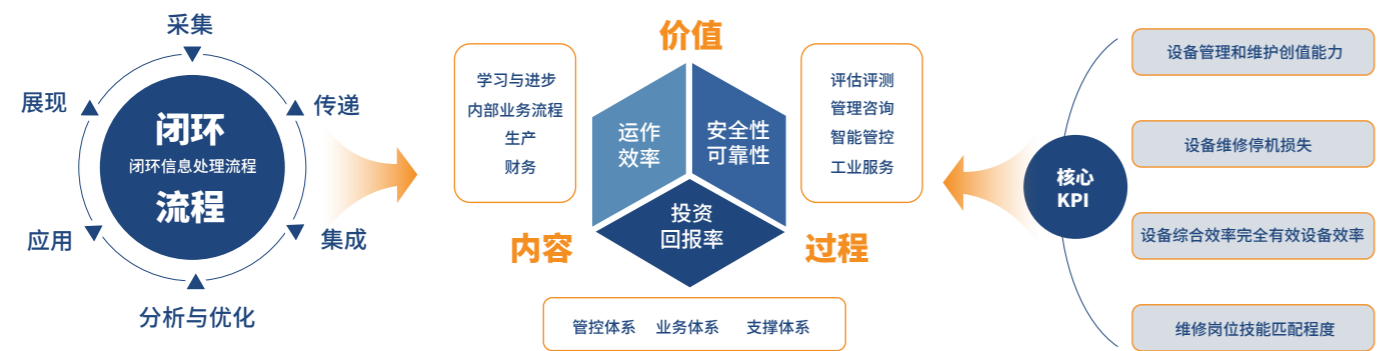 采集
传递
集成
分析与优化
应用
展现
闭环
闭环信息处理流程
流程
学习与进步
内部业务流程
生产
财务
价值
运作
效率
安全性
可靠性
投资
回报率
内容
过程
评估评测
管理咨询
智能管控
工业服务
管控体系 业务体系 支撑体系
核心
KPI
设备管理和维护创值能力
设备维修停机损失
设备综合效率完全有效设备效率
维修岗位技能匹配程度